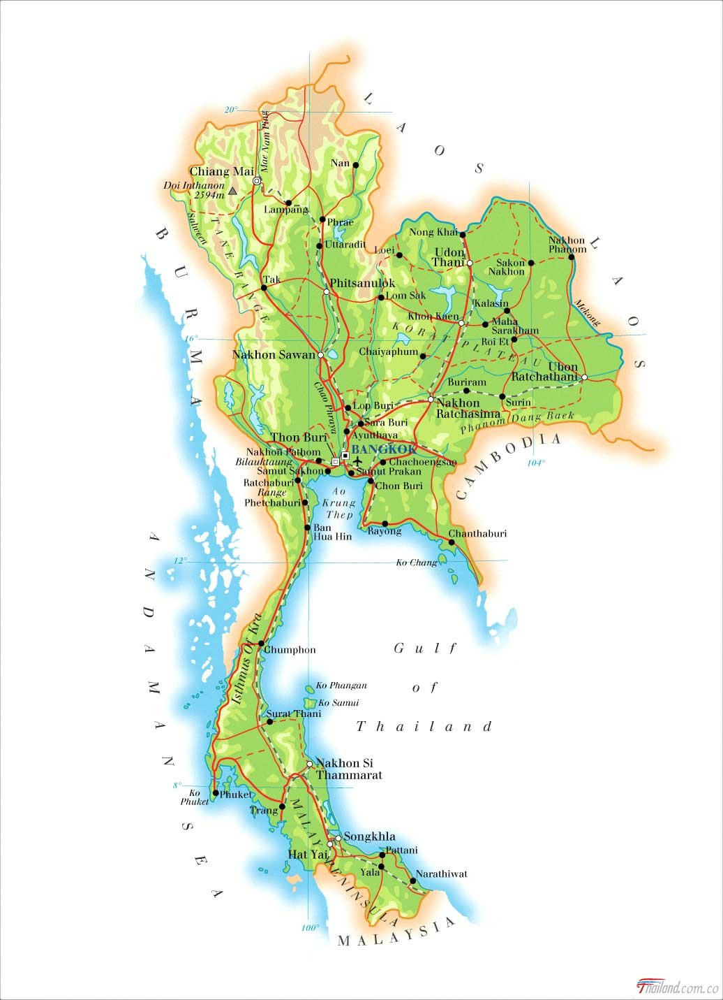 LAOS
20°
Mae Nam Ping
Nan
Chiang Mai
Doi Inthanon
2594m
Lampang
Salween
TANE RANGE
Phrae
BURMA
Uttaradit
Loei
Nong Khai
Udon
Thani
Nakhon
Phanom
LAOS
Sakon
Nakhon
Tak
Phitsanulok
Lom Sak
Kalasin
Mekong
Khon Kaen
Maha
Sarakham
KORAT PLATEAU
16°
Roi Et
Nakhon Sawan
Chaiyaphum
Ubon
Ratchathani
Chao Phraya
Buriram
Surin
Lop Buri
Nakhon
Ratchasima
Phanom Dang Raek
Sara Buri
Ayutthaya
Thon Buri
BANGKOK
CAMBODIA
104°
Nakhon Pathom
Bilauktaung
Chachoengsao
Samut Sakhon
Samut Prakan
Ratchaburi
Range
Chon Buri
Phetchaburi
Ao
Krung
Thep
Ban
Hua Hin
Rayong
Chanthaburi
Ko Chang
12°
ANDAMAN SEA
Isthmus Of Kra
Chumphon
Gulf
of
Thailand
Ko Phangan
Ko Samui
Surat Thani
Nakhon Si
Thammarat
8°
Ko
Phuket
Phuket
Trang
MALAY PENINSULA
Songkhla
Hat Yai
Pattani
Yala
Narathiwat
100°
MALAYSIA
Thailand.com.co